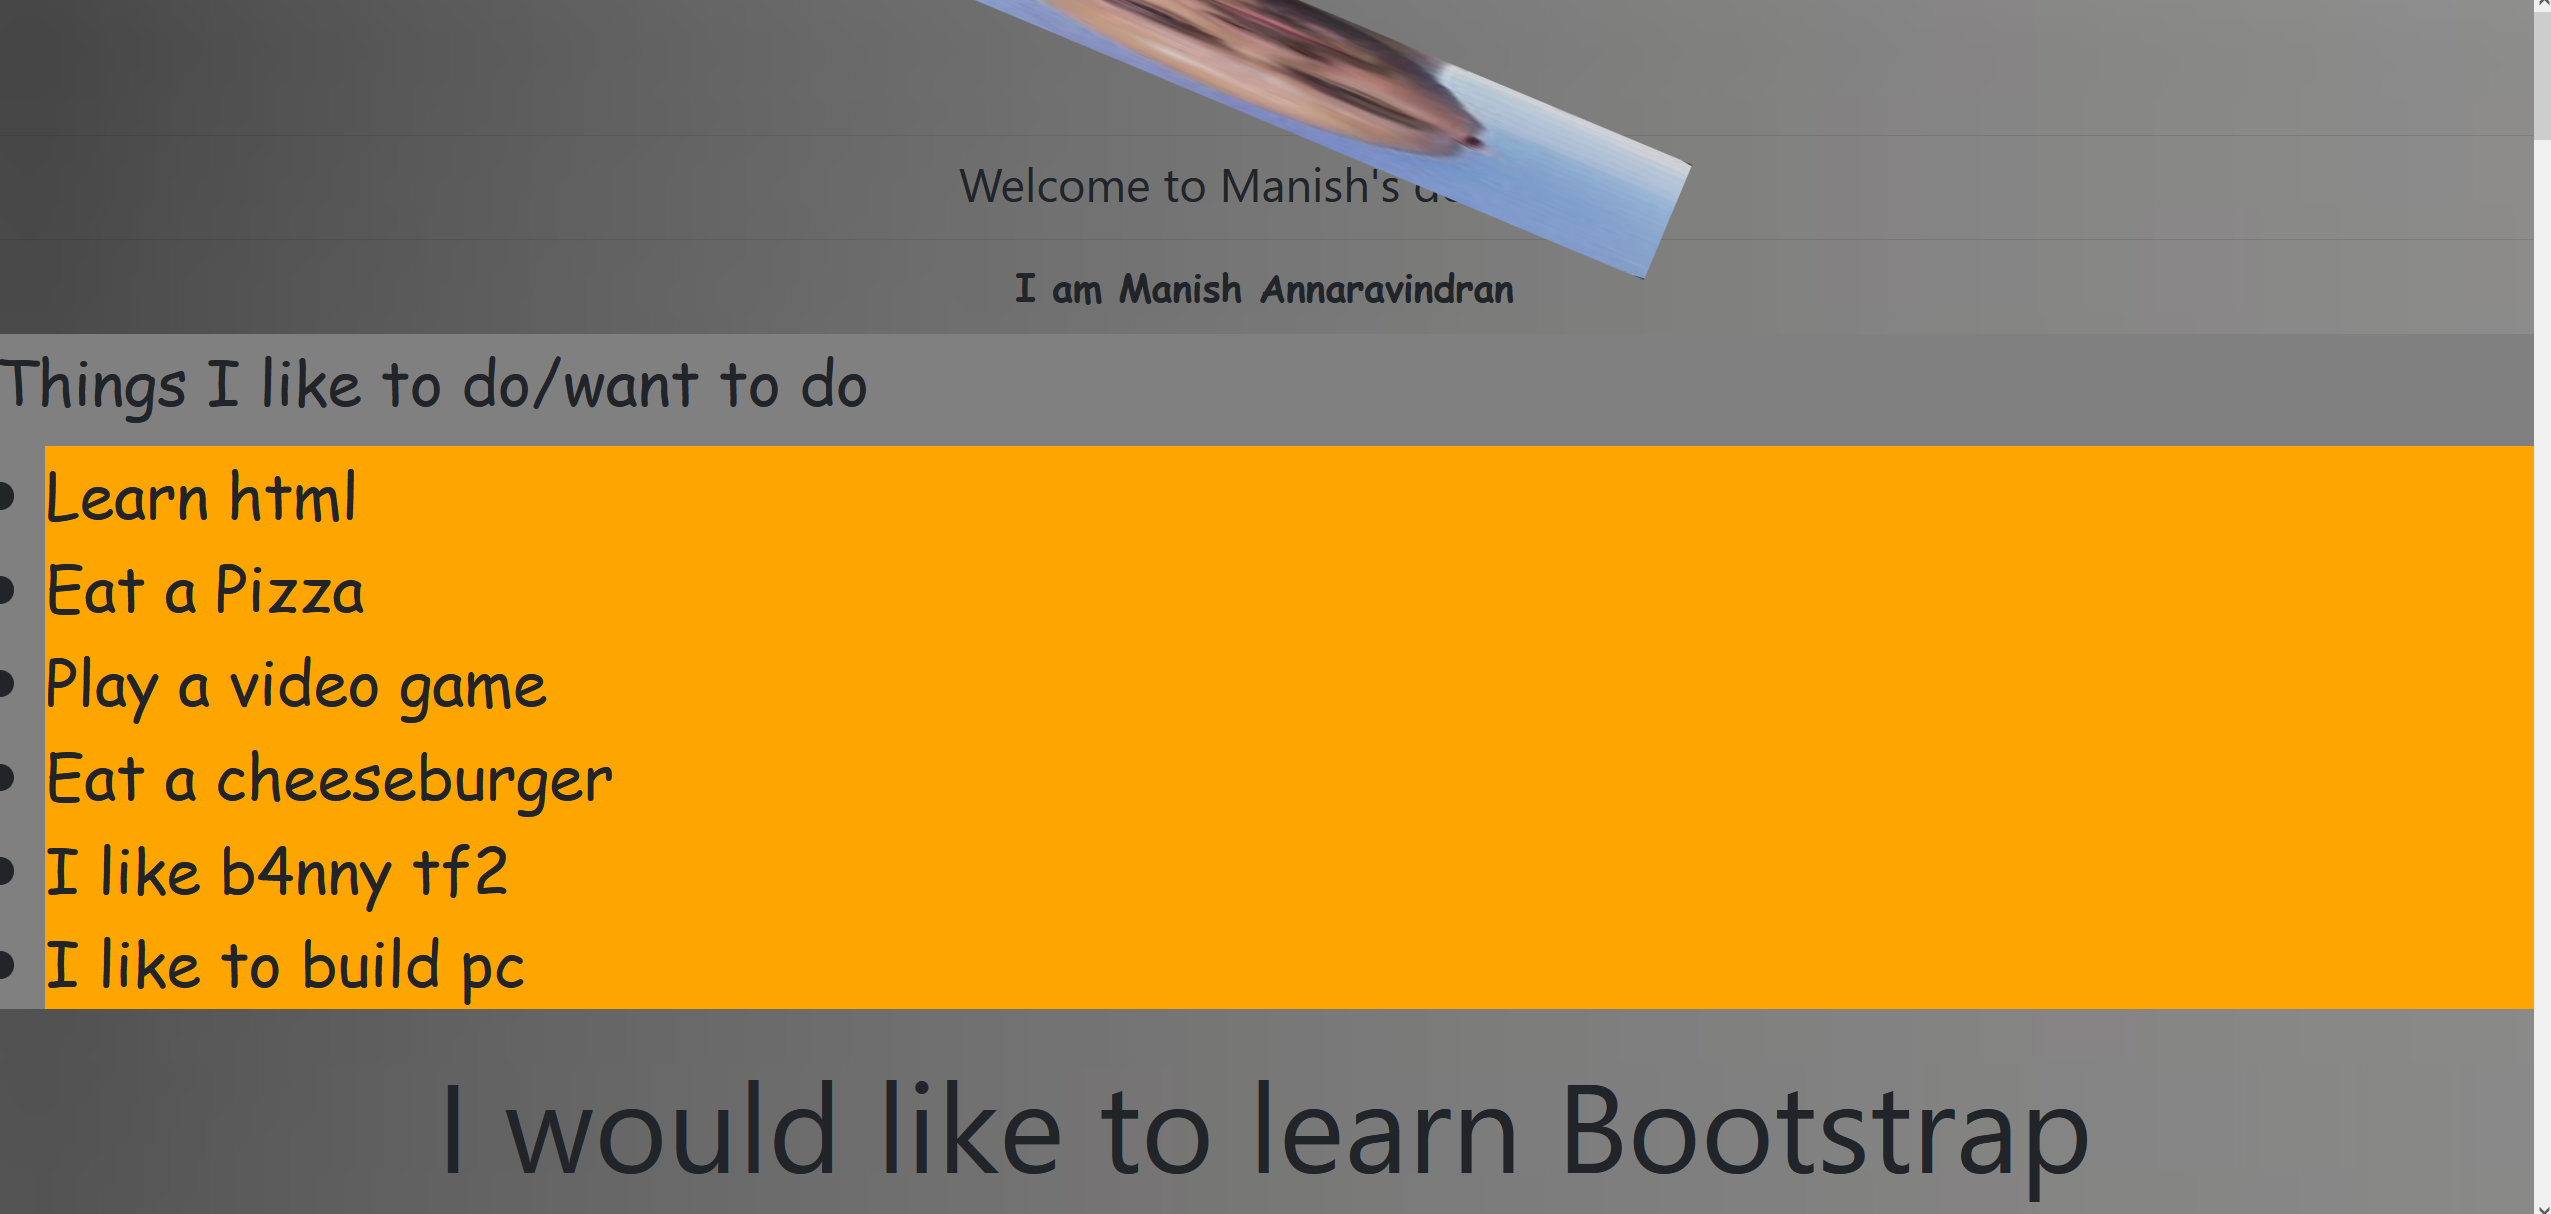 Welcome to Manish's
I am Manish Annaravindran
Things I like to do/want to do
Learn html
Eat a Pizza
Play a video game
Eat a cheeseburger
I like b4nny tf2
I like to build pc
I would like to learn Bootstrap